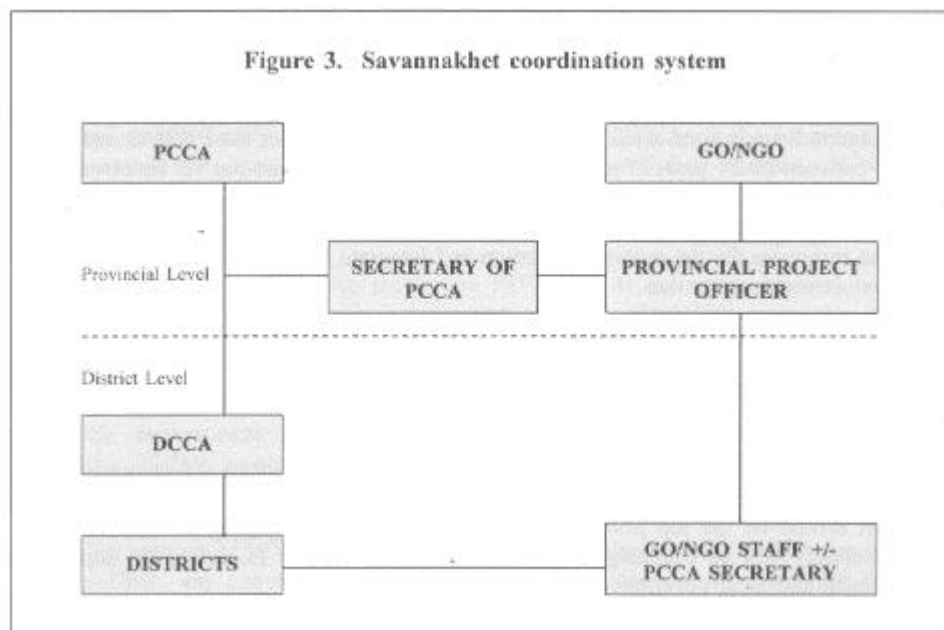 Figure 3. Savannakhet coordination system
PCCA
GO/NGO
Provincial Level
SECRETARY OF
PCCA
PROVINCIAL PROJECT
OFFICER
District Level
DCCA
DISTRICTS
GO/NGO STAFF +/-
PCCA SECRETARY